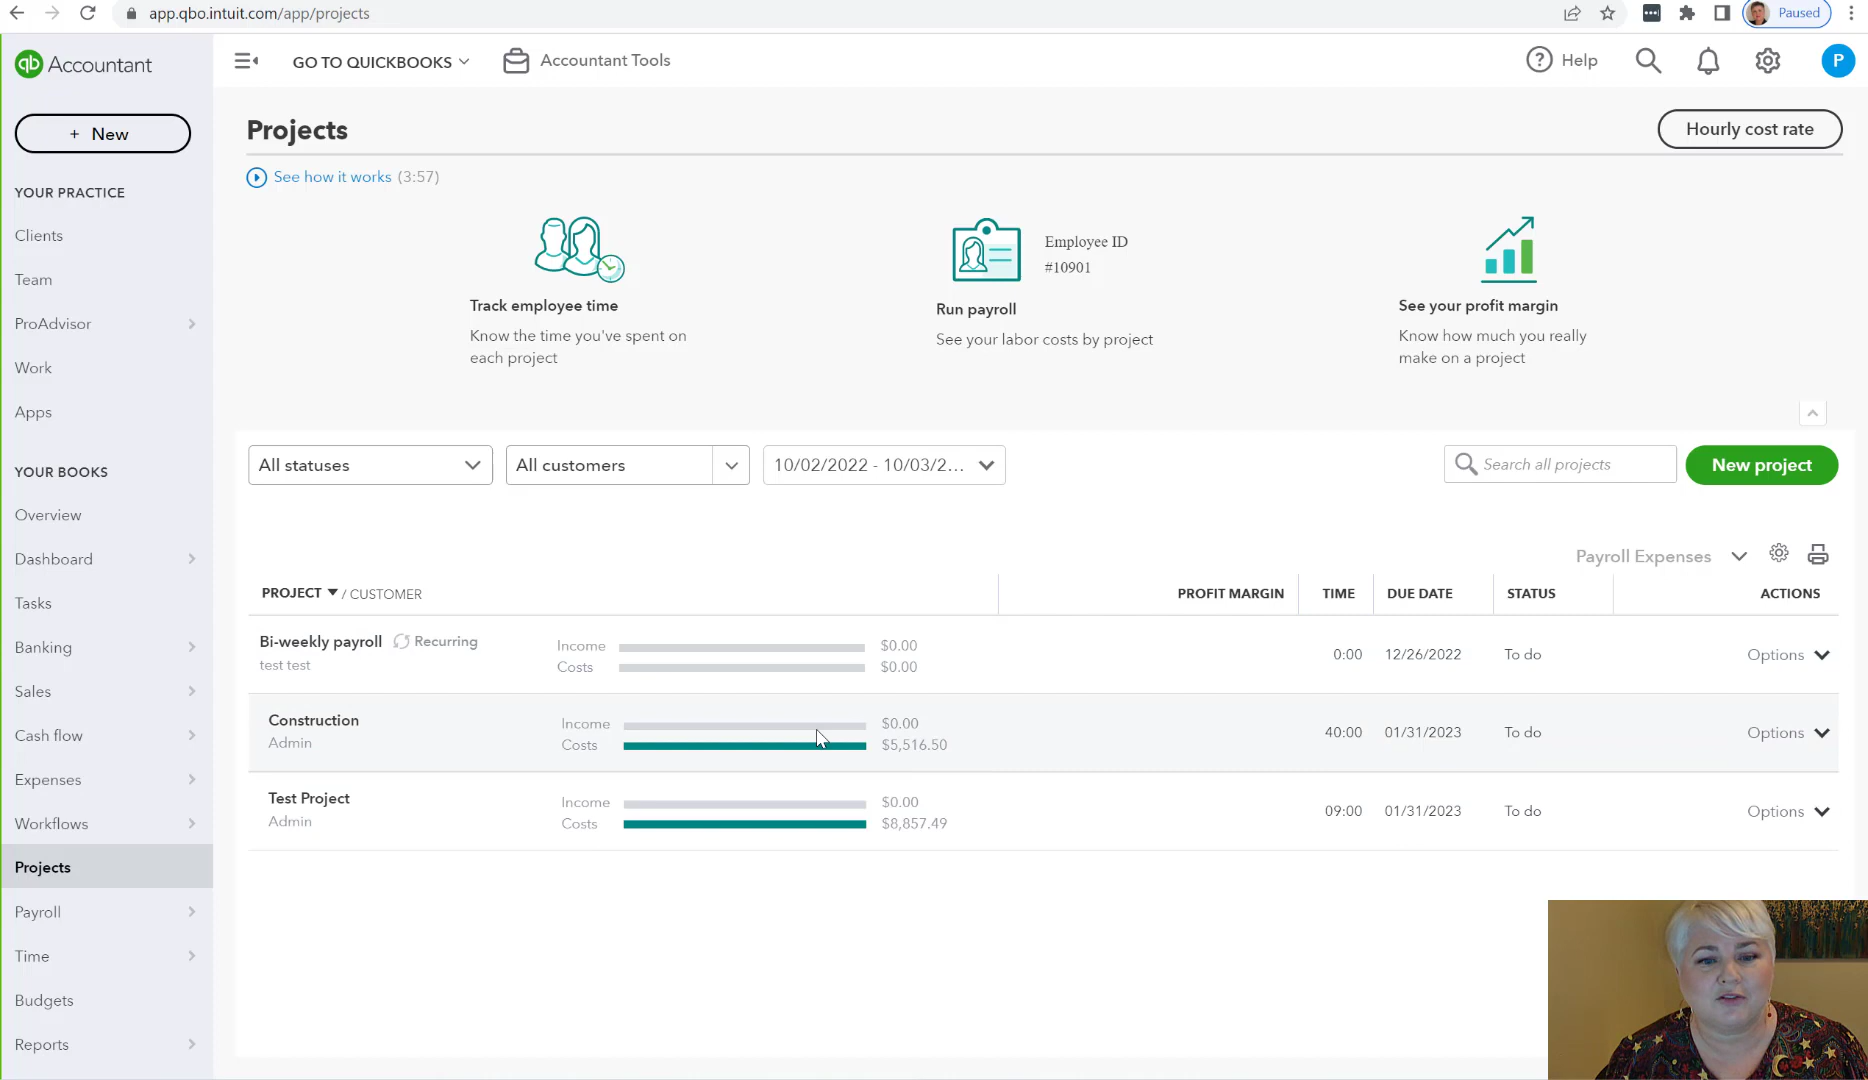 app.qbo.intuit.com/app/projects
Paused
qb Accountant
GO TO QUICKBOOKS
Accountant Tools
Help
P
+ New
Projects
Hourly cost rate
See how it works (3:57)
YOUR PRACTICE
Clients
Team
ProAdvisor
Work
Apps
YOUR BOOKS
Overview
Dashboard
Tasks
Banking
Sales
Cash flow
Expenses
Workflows
Projects
Payroll
Time
Budgets
Reports
Track employee time
Know the time you've spent on
each project
Employee ID
#10901
Run payroll
See your labor costs by project
See your profit margin
Know how much you really
make on a project
All statuses
All customers
10/02/2022 - 10/03/2...
Search all projects
New project
Payroll Expenses
PROJECT / CUSTOMER PROFIT MARGIN TIME DUE DATE STATUS ACTIONS
Bi-weekly payroll Recurring
test test
Income $0.00
Costs $0.00
0:00 12/26/2022 To do Options
Construction
Admin
Income $0.00
Costs $5,516.50
40:00 01/31/2023 To do Options
Test Project
Admin
Income $0.00
Costs $8,857.49
09:00 01/31/2023 To do Options